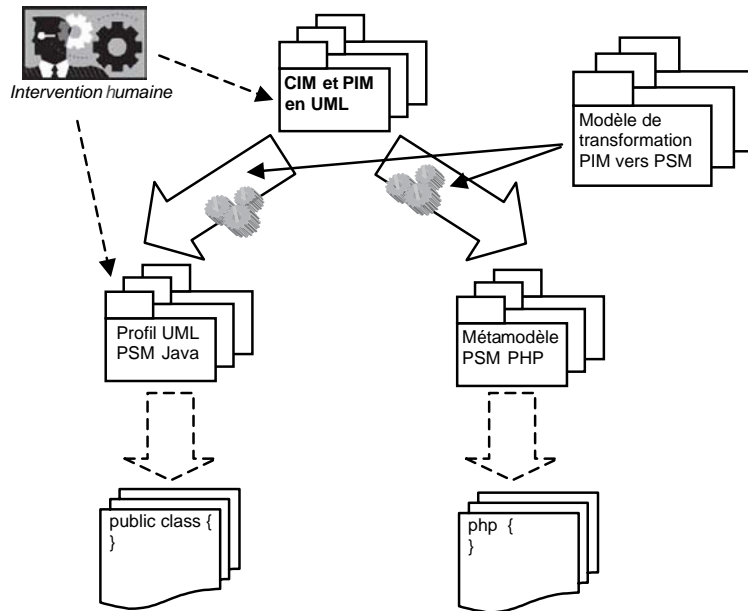 Intervention humaine
CIM et PIM
en UML
Modèle de
transformation
PIM vers PSM
Profil UML
PSM Java
Métamodèle
PSM PHP
public class {
}
php {
}